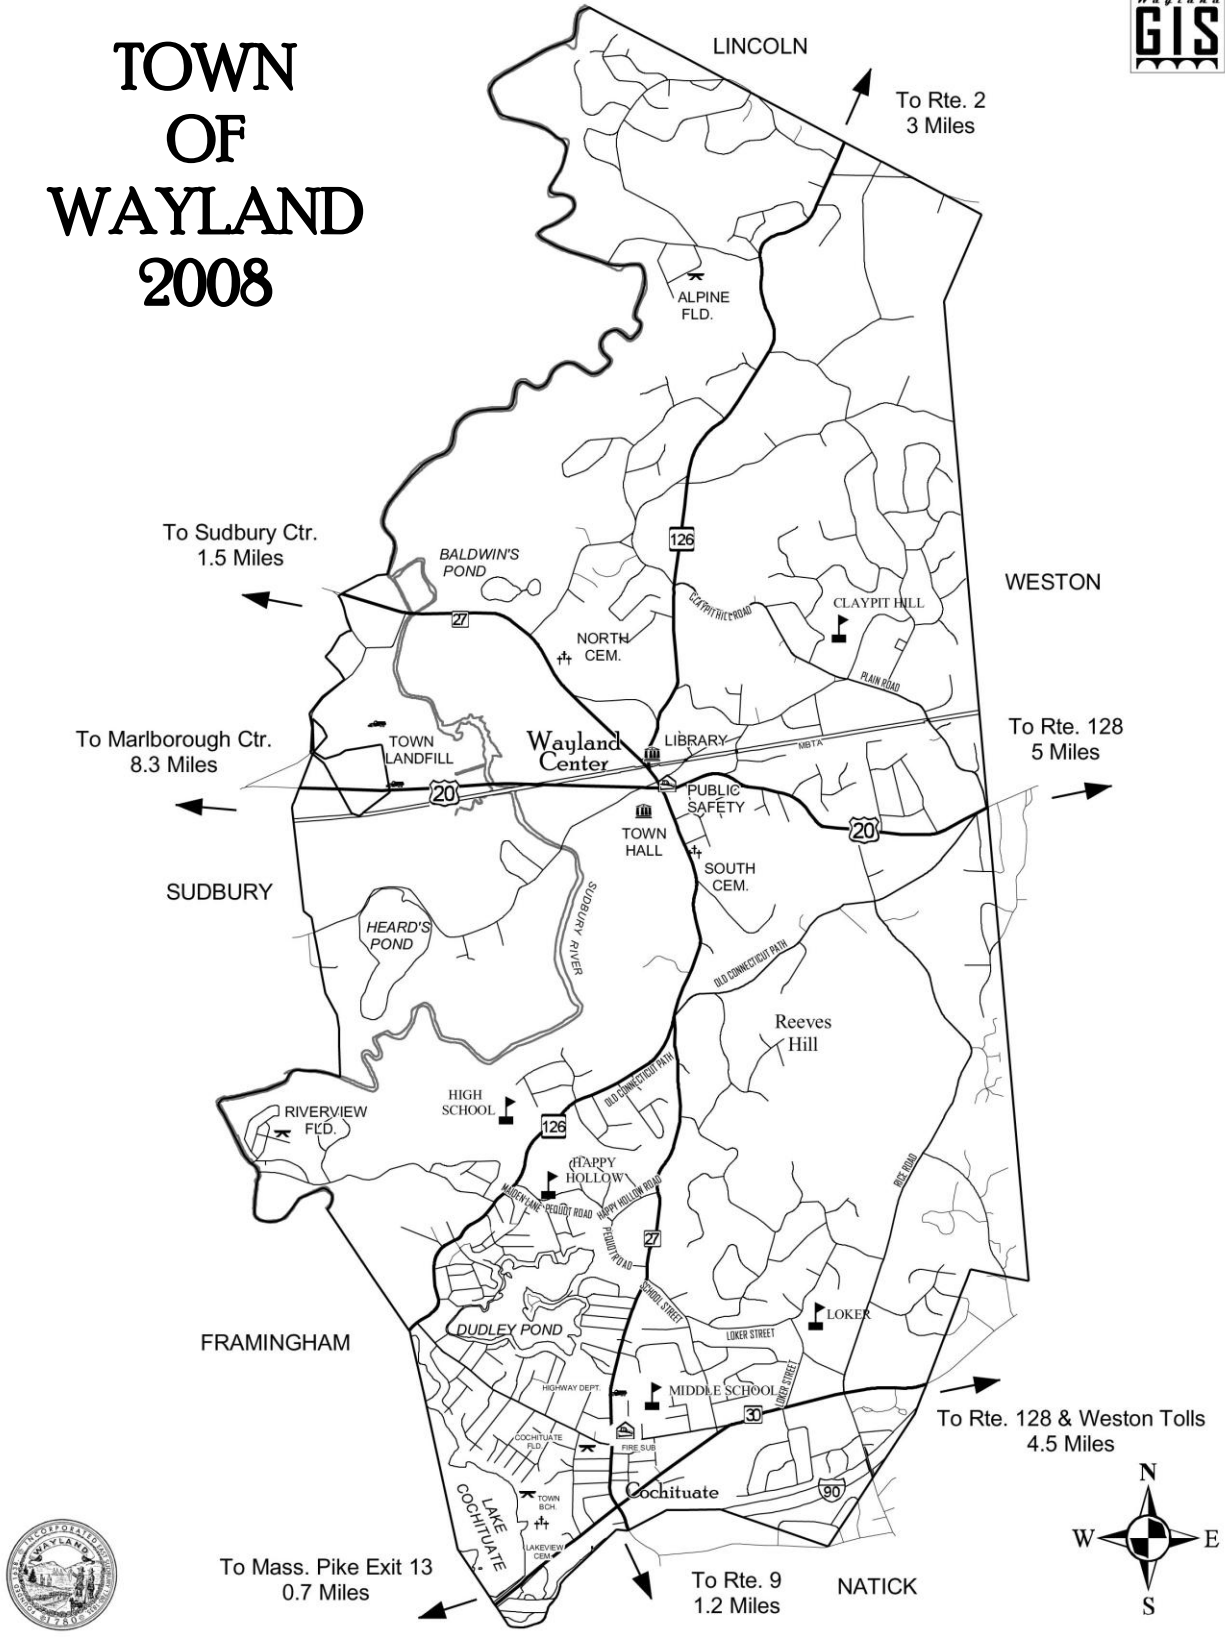 TOWN
OF
WAYLAND
2008
Wayland
GIS
LINCOLN
To Rte. 2
3 Miles
ALPINE
FLD.
To Sudbury Ctr.
1.5 Miles
BALDWIN'S
POND
126
WESTON
27
CLAYPIT HILL ROAD
CLAYPIT HILL
NORTH
CEM.
PLAIN ROAD
To Marlborough Ctr.
8.3 Miles
TOWN
LANDFILL
Wayland
Center
LIBRARY
MBTA
To Rte. 128
5 Miles
20
PUBLIC
SAFETY
TOWN
HALL
20
SOUTH
CEM.
SUDBURY
HEARD'S
POND
SUDBURY RIVER
OLD CONNECTICUT PATH
Reeves
Hill
OLD CONNECTICUT PATH
HIGH
SCHOOL
RIVERVIEW
FLD.
126
HAPPY
HOLLOW
MAIDEN LANE
PEQUOT ROAD
HAPPY HOLLOW ROAD
RICE ROAD
PEQUOT ROAD
27
SCHOOL STREET
LOKER
FRAMINGHAM
DUDLEY POND
LOKER STREET
HIGHWAY DEPT.
MIDDLE SCHOOL
LOKER STREET
30
To Rte. 128 & Weston Tolls
4.5 Miles
COCHITUATE
FLD.
FIRE SUB
Cochituate
90
LAKE
COCHITUATE
TOWN
BCH.
LAKEVIEW
CEM.
N
W
E
S
To Mass. Pike Exit 13
0.7 Miles
To Rte. 9
1.2 Miles
NATICK
WAYLAND
1780